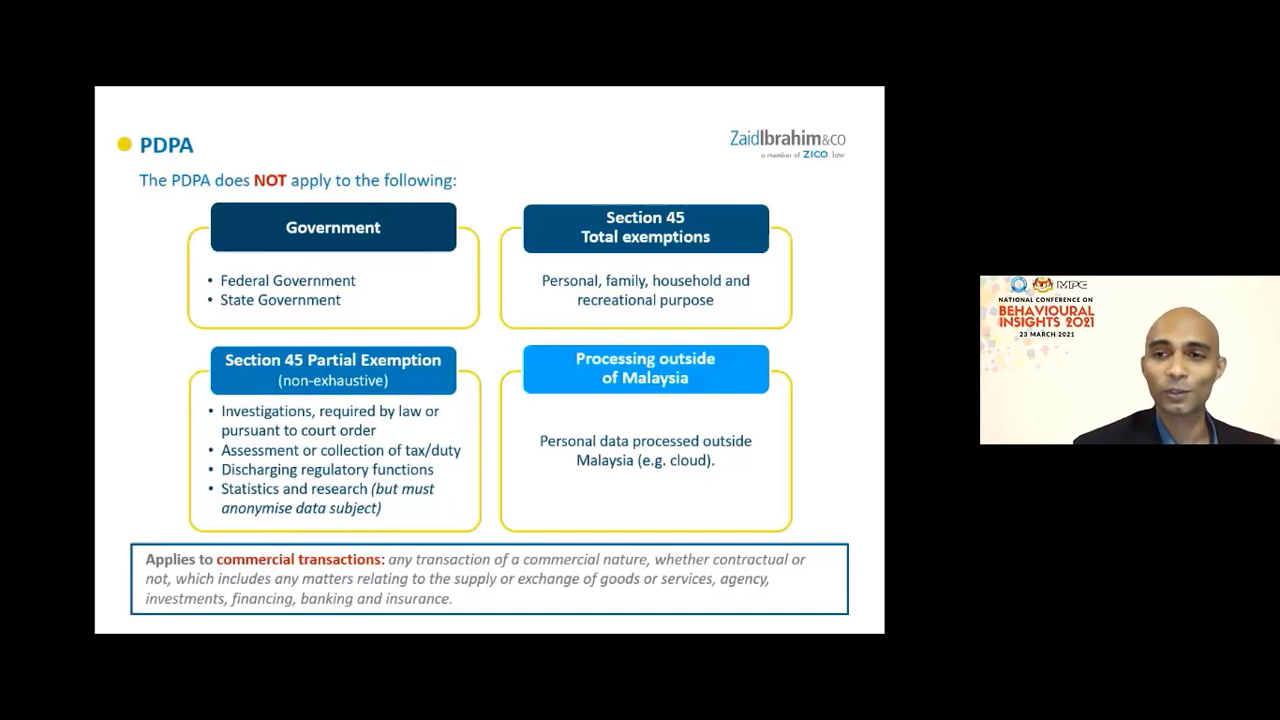 PDPA
ZaidIbrahim&co
a member of ZICO law
The PDPA does NOT apply to the following:
Government
• Federal Government
• State Government
Section 45
Total exemptions
Personal, family, household and
recreational purpose
Section 45 Partial Exemption
(non-exhaustive)
• Investigations, required by law or
pursuant to court order
• Assessment or collection of tax/duty
• Discharging regulatory functions
• Statistics and research (but must
anonymise data subject)
Processing outside
of Malaysia
Personal data processed outside
Malaysia (e.g. cloud).
Applies to commercial transactions: any transaction of a commercial nature, whether contractual or
not, which includes any matters relating to the supply or exchange of goods or services, agency,
investments, financing, banking and insurance.
MPC
NATIONAL CONFERENCE ON
BEHAVIOURAL
INSIGHTS 2021
23 MARCH 2021